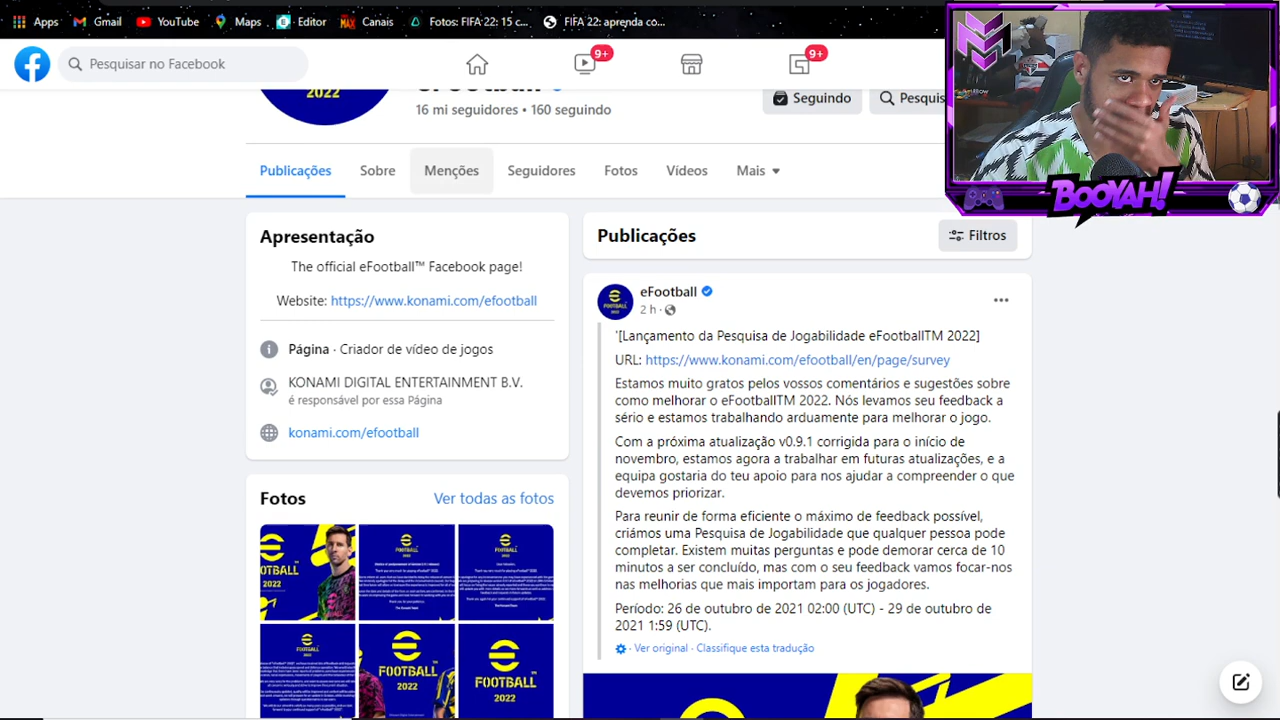 Apps Gmail YouTube Maps Editor MAX Canais Fotos FIFA 22: 15 c... FIFA 22: aprenda co...
Pesquisar no Facebook
9+
9+
2022
16 mi seguidores • 160 seguindo
Seguindo
Pesquis
BOOYAH!
Publicações Sobre Menções Seguidores Fotos Vídeos Mais
Apresentação
The official eFootball™ Facebook page!
Website: https://www.konami.com/efootball
Página · Criador de vídeo de jogos
KONAMI DIGITAL ENTERTAINMENT B.V.
é responsável por essa Página
konami.com/efootball
Fotos
Ver todas as fotos
OTBALL
2022
FOOTBALL
FOOTBALL
FOOTBALL
2022
FOOTBALL
2022
FOOTBALL
2022
Publicações
Filtros
eFootball
2 h ·
'[Lançamento da Pesquisa de Jogabilidade eFootballTM 2022]
URL: https://www.konami.com/efootball/en/page/survey
Estamos muito gratos pelos vossos comentários e sugestões sobre
como melhorar o eFootballTM 2022. Nós levamos seu feedback a
sério e estamos trabalhando arduamente para melhorar o jogo.
Com a próxima atualização v0.9.1 corrigida para o início de
novembro, estamos agora a trabalhar em futuras atualizações, e a
equipa gostaria do teu apoio para nos ajudar a compreender o que
devemos priorizar.
Para reunir de forma eficiente o máximo de feedback possível,
criámos uma Pesquisa de Jogabilidade que qualquer pessoa pode
completar. Existem muitas perguntas e pode demorar cerca de 10
minutos a ser concluído, mas com o seu feedback vamos focar-nos
nas melhorias que mais importam para todos vós.
Período: 26 de outubro de 2021 02:00 (UTC) - 29 de outubro de
2021 1:59 (UTC).
· Ver original · Classifique esta tradução